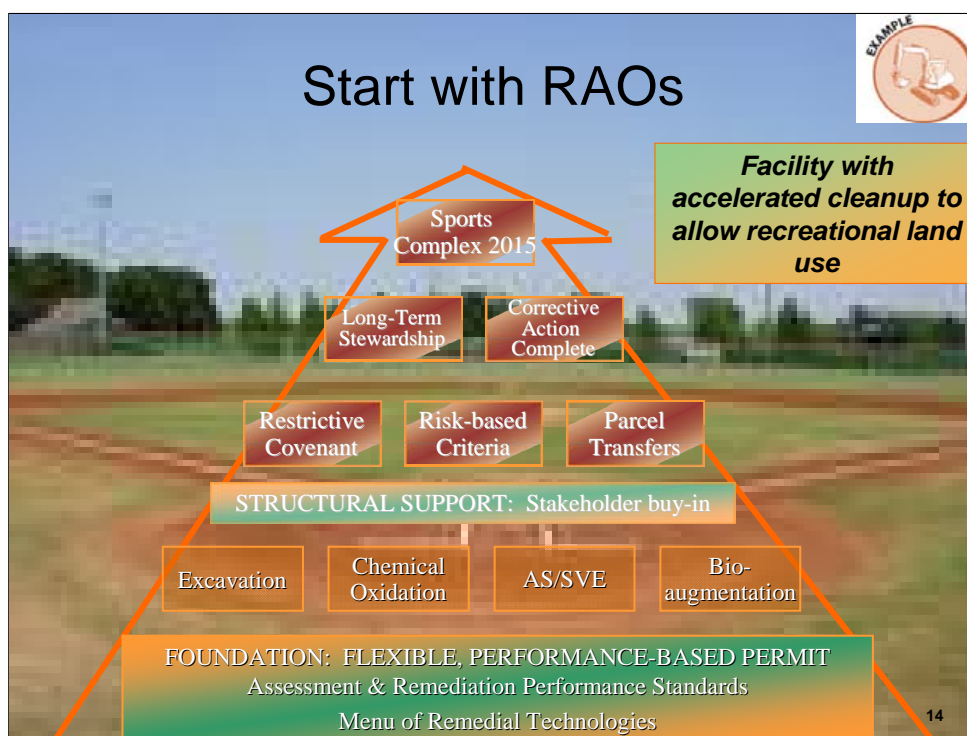 Start with RAOs
EXAMPLE
Facility with
accelerated cleanup to
allow recreational land
use
Sports
Complex 2015
Long-Term
Stewardship
Corrective
Action
Complete
Restrictive
Covenant
Risk-based
Criteria
Parcel
Transfers
STRUCTURAL SUPPORT: Stakeholder buy-in
Excavation
Chemical
Oxidation
AS/SVE
Bio-
augmentation
FOUNDATION: FLEXIBLE, PERFORMANCE-BASED PERMIT
Assessment & Remediation Performance Standards
Menu of Remedial Technologies
14